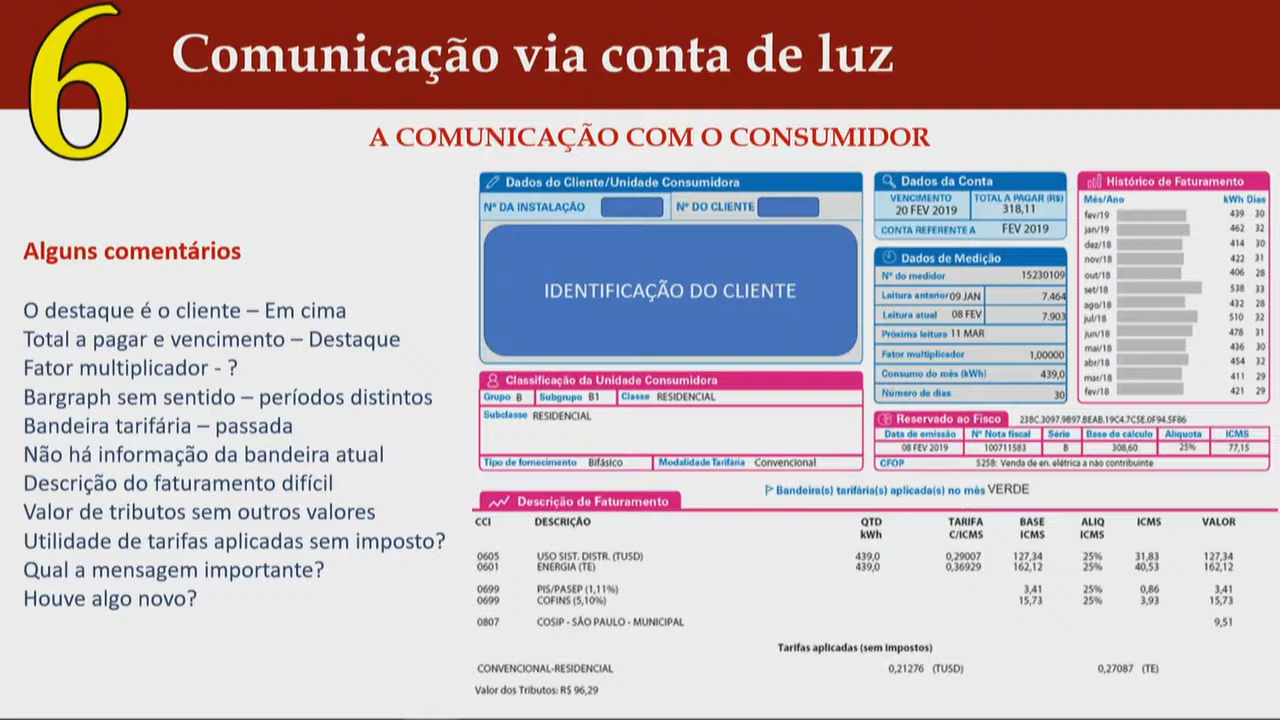 6
Comunicação via conta de luz
A COMUNICAÇÃO COM O CONSUMIDOR
Alguns comentários
O destaque é o cliente – Em cima
Total a pagar e vencimento – Destaque
Fator multiplicador - ?
Bargraph sem sentido – períodos distintos
Bandeira tarifária – passada
Não há informação da bandeira atual
Descrição do faturamento difícil
Valor de tributos sem outros valores
Utilidade de tarifas aplicadas sem imposto?
Qual a mensagem importante?
Houve algo novo?
Dados do Cliente/Unidade Consumidora
Nº DA INSTALAÇÃO Nº DO CLIENTE
IDENTIFICAÇÃO DO CLIENTE
Classificação da Unidade Consumidora
Grupo B Subgrupo B1 Classe RESIDENCIAL
Subclasse RESIDENCIAL
Tipo de fornecimento Bifásico Modalidade Tarifária Convencional
Dados da Conta
VENCIMENTO TOTAL A PAGAR (R$)
20 FEV 2019 318,11
CONTA REFERENTE A FEV 2019
Dados de Medição
Nº do medidor 15230109
Leitura anterior 09 JAN 7.464
Leitura atual 08 FEV 7.903
Próxima leitura 11 MAR
Fator multiplicador 1,00000
Consumo do mês (kWh) 439,0
Número de dias 30
Histórico de Faturamento
Mês/Ano kWh Dias
fev/19 439 30
jan/19 462 32
dez/18 414 30
nov/18 422 31
out/18 406 28
set/18 538 33
ago/18 432 28
jul/18 510 32
jun/18 478 31
mai/18 436 30
abr/18 454 32
mar/18 411 29
fev/18 421 29
Reservado ao Fisco 238C.3097.9B97.BEAB.19C4.7C5E.0F94.5FB6
Data de emissão Nº Nota fiscal Série Base de cálculo Alíquota ICMS
08 FEV 2019 100711583 B 308,60 25% 77,15
CFOP 5258: Venda de en. elétrica a não contribuinte
Descrição de Faturamento
Bandeira(s) tarifária(s) aplicada(s) no mês VERDE
CCI DESCRIÇÃO QTD TARIFA BASE ALIQ ICMS VALOR
kWh C/ICMS ICMS ICMS
0605 USO SIST. DISTR. (TUSD) 439,0 0,29007 127,34 25% 31,83 127,34
0601 ENERGIA (TE) 439,0 0,36929 162,12 25% 40,53 162,12
0699 PIS/PASEP (1,11%) 3,41 25% 0,86 3,41
0699 COFINS (5,10%) 15,73 25% 3,93 15,73
0807 COSIP - SÃO PAULO - MUNICIPAL 9,51
Tarifas aplicadas (sem impostos)
CONVENCIONAL-RESIDENCIAL 0,21276 (TUSD) 0,27087 (TE)
Valor dos Tributos: R$ 96,29